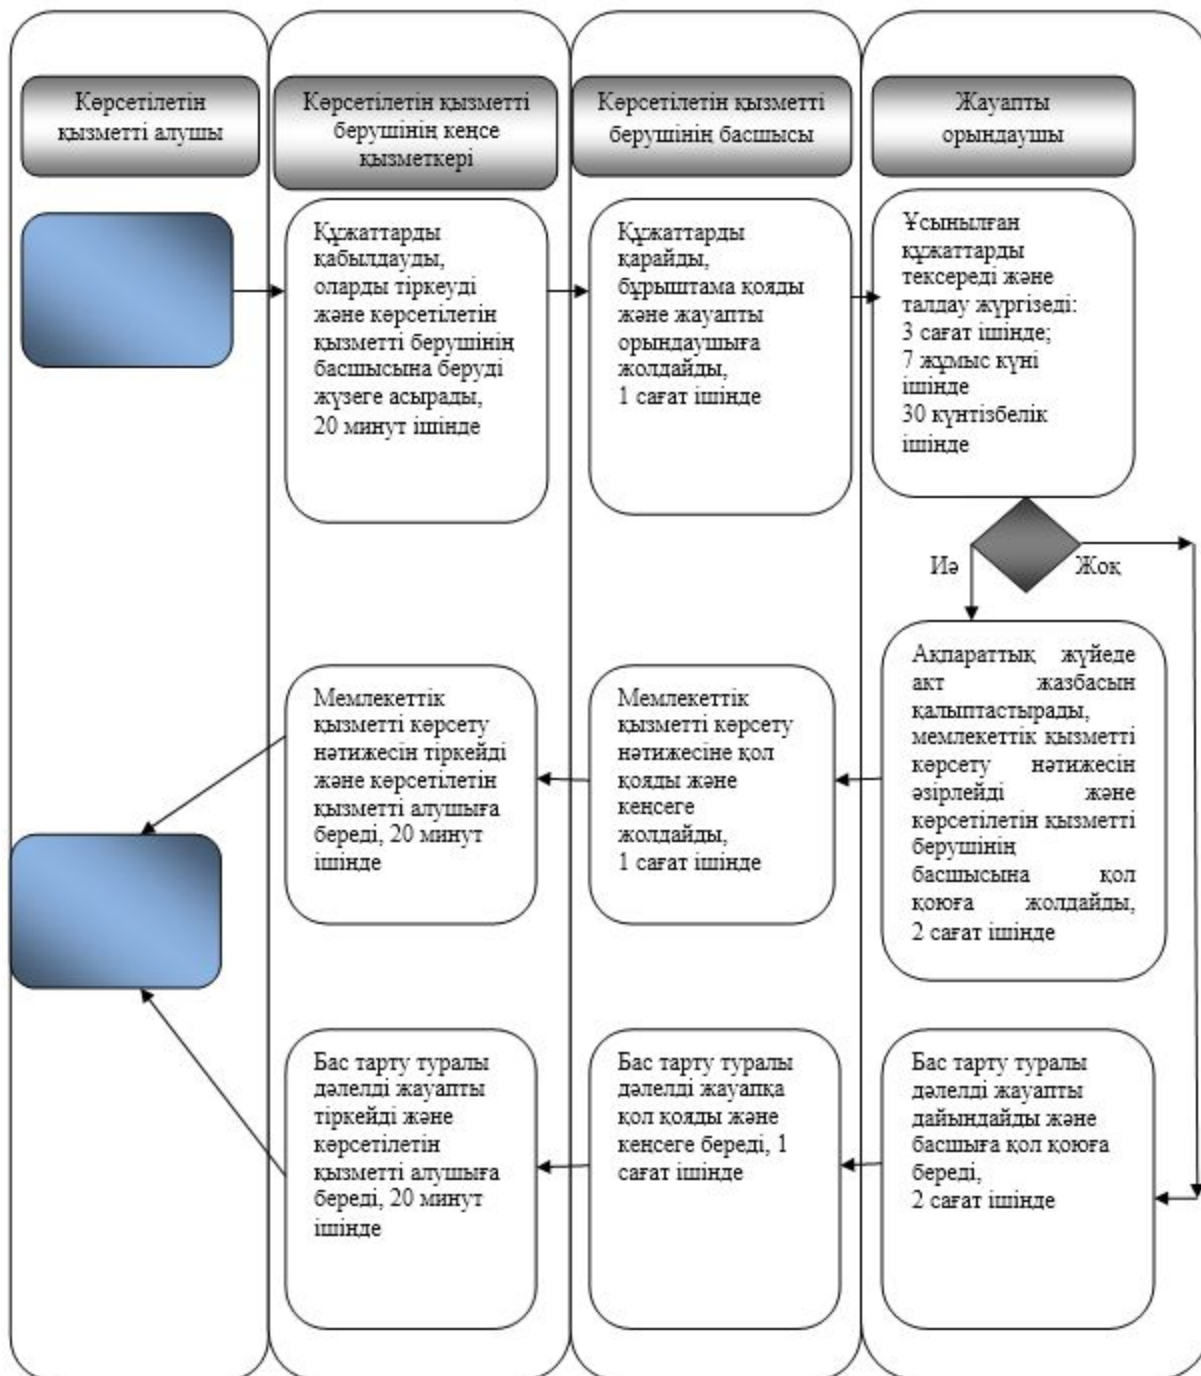 Көрсетілетін
қызметті алушы
Көрсетілетін қызметті
берушінің кеңсе
қызметкері
Көрсетілетін қызметті
берушінің басшысы
Жауапты
орындаушы
Құжаттарды
қабылдауды,
оларды тіркеуді
және көрсетілетін
қызметті берушінің
басшысына беруді
жүзеге асырады,
20 минут ішінде
Құжаттарды
қарайды,
бұрыштама қояды
және жауапты
орындаушыға
жолдайды,
1 сағат ішінде
Ұсынылған
құжаттарды
тексереді және
талдау жүргізеді:
3 сағат ішінде;
7 жұмыс күні
ішінде
30 күнтізбелік
ішінде
Иә
Жоқ
Мемлекеттік
қызметті көрсету
нәтижесін тіркейді
және көрсетілетін
қызметті алушыға
береді, 20 минут
ішінде
Мемлекеттік
қызметті көрсету
нәтижесіне қол
қояды және
кеңсеге
жолдайды,
1 сағат ішінде
Ақпараттық жүйеде
акт жазбасын
қалыптастырады,
мемлекеттік қызметті
көрсету нәтижесін
әзірлейді және
көрсетілетін қызметті
берушінің
басшысына қол
қоюға жолдайды,
2 сағат ішінде
Бас тарту туралы
дәлелді жауапты
тіркейді және
көрсетілетін
қызметті алушыға
береді, 20 минут
ішінде
Бас тарту туралы
дәлелді жауапқа
қол қояды және
кеңсеге береді, 1
сағат ішінде
Бас тарту туралы
дәлелді жауапты
дайындайды және
басшыға қол қоюға
береді,
2 сағат ішінде